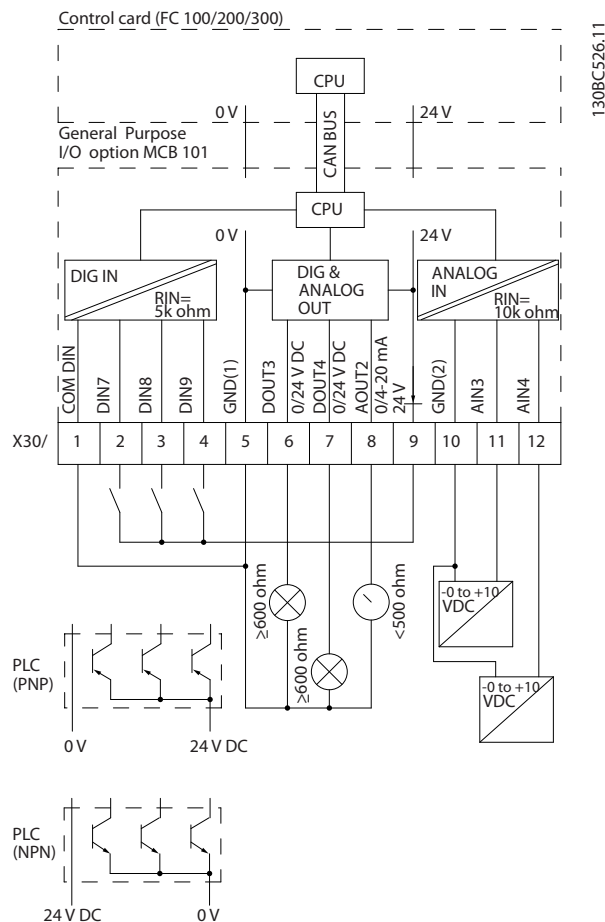 Control card (FC 100/200/300)
130BC526.11
CPU
0 V
24 V
CAN BUS
General Purpose
I/O option MCB 101
CPU
0 V
24 V
DIG IN
RIN=
5k ohm
DIG &
ANALOG
OUT
ANALOG
IN
RIN=
10k ohm
COM DIN
DIN7
DIN8
DIN9
GND(1)
DOUT3
0/24 V DC
DOUT4
0/24 V DC
AOUT2
0/4-20 mA
24 V
GND(2)
AIN3
AIN4
X30/ 1 2 3 4 5 6 7 8 9 10 11 12
≥600 ohm
≥600 ohm
<500 ohm
-0 to +10
VDC
-0 to +10
VDC
PLC
(PNP)
0 V
24 V DC
PLC
(NPN)
24 V DC
0 V